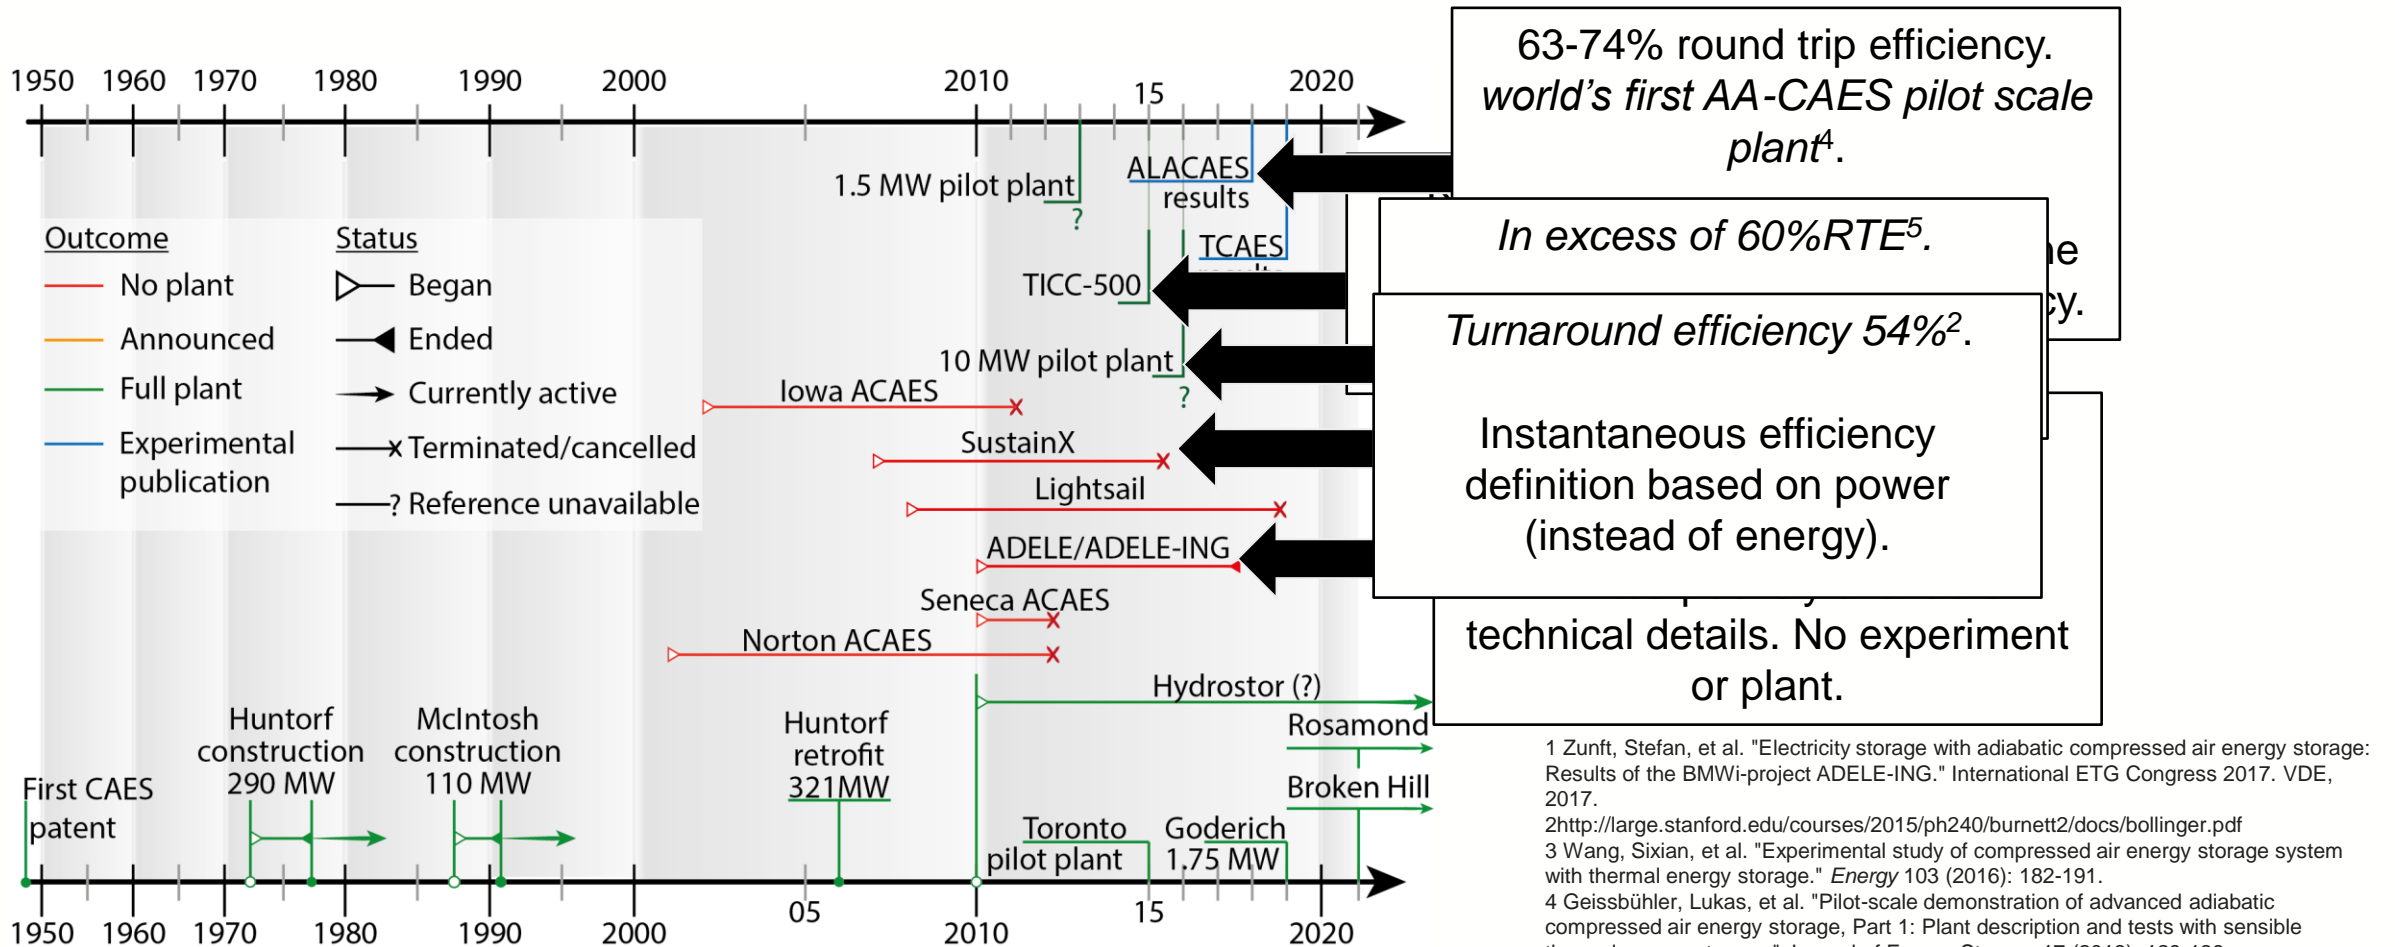 1950 1960 1970 1980 1990 2000 2010 15 2020
63-74% round trip efficiency.
world's first AA-CAES pilot scale
plant4.
1.5 MW pilot plant
?
ALACAES
results
TCAES
In excess of 60%RTE5.
TICC-500
Turnaround efficiency 54%2.
Instantaneous efficiency
definition based on power
(instead of energy).
cy.
technical details. No experiment
or plant.
Outcome
No plant
Announced
Full plant
Experimental
publication
Status
Began
Ended
Currently active
Terminated/cancelled
? Reference unavailable
10 MW pilot plant
?
Iowa ACAES
SustainX
Lightsail
ADELE/ADELE-ING
Seneca ACAES
Norton ACAES
Hydrostor (?)
Rosamond
Broken Hill
First CAES
patent
Huntorf
construction
290 MW
McIntosh
construction
110 MW
Huntorf
retrofit
321MW
Toronto
pilot plant
Goderich
1.75 MW
1950 1960 1970 1980 1990 2000 05 2010 15 2020
1 Zunft, Stefan, et al. "Electricity storage with adiabatic compressed air energy storage:
Results of the BMWi-project ADELE-ING." International ETG Congress 2017. VDE,
2017.
2http://large.stanford.edu/courses/2015/ph240/burnett2/docs/bollinger.pdf
3 Wang, Sixian, et al. "Experimental study of compressed air energy storage system
with thermal energy storage." Energy 103 (2016): 182-191.
4 Geissbühler, Lukas, et al. "Pilot-scale demonstration of advanced adiabatic
compressed air energy storage, Part 1: Plant description and tests with sensible